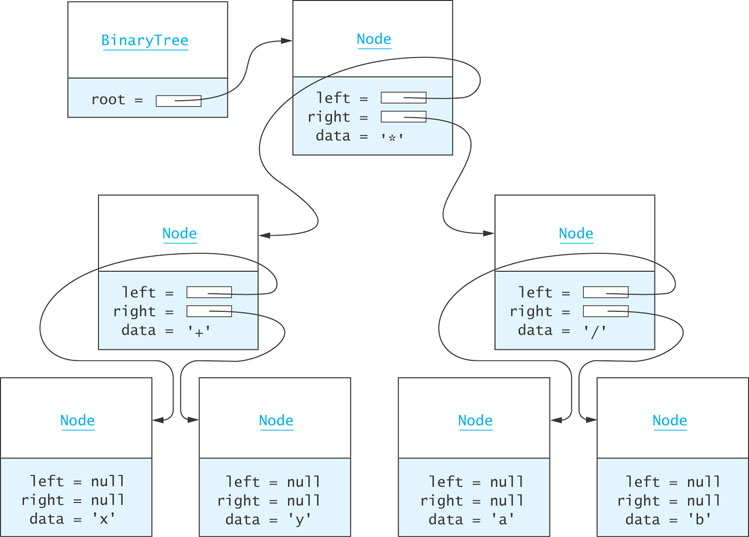 BinaryTree
root =
Node
left =
right =
data = '*'
Node
left =
right =
data = '+'
Node
left =
right =
data = '/'
Node
left = null
right = null
data = 'x'
Node
left = null
right = null
data = 'y'
Node
left = null
right = null
data = 'a'
Node
left = null
right = null
data = 'b'